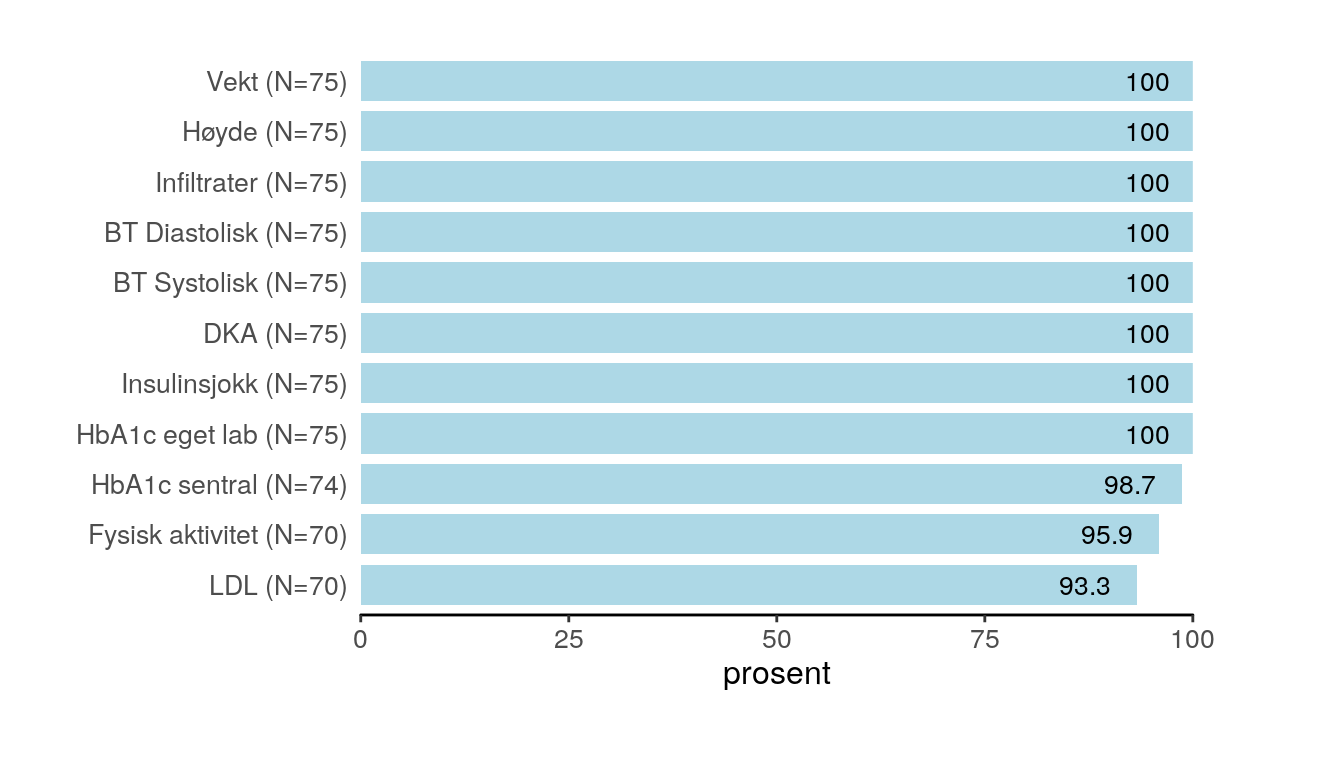 Vekt (N=75) 100
Høyde (N=75) 100
Infiltrater (N=75) 100
BT Diastolisk (N=75) 100
BT Systolisk (N=75) 100
DKA (N=75) 100
Insulinsjokk (N=75) 100
HbA1c eget lab (N=75) 100
HbA1c sentral (N=74) 98.7
Fysisk aktivitet (N=70) 95.9
LDL (N=70) 93.3
0 25 50 75 100
prosent